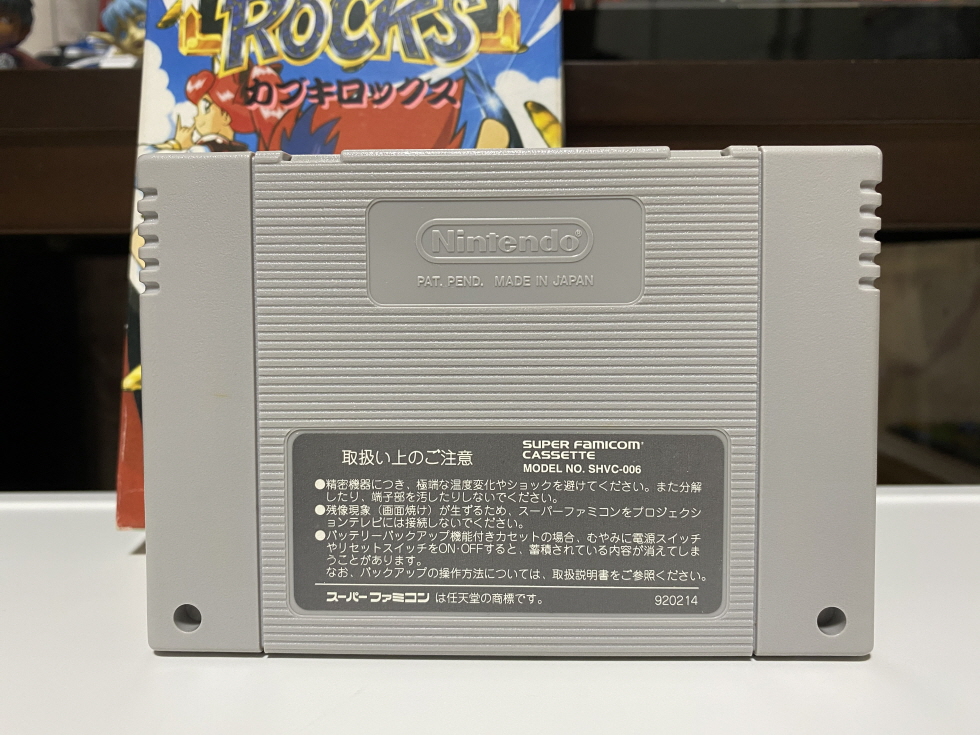 ROCKS
カブキロックス
Nintendo®
PAT. PEND. MADE IN JAPAN
取扱い上のご注意
SUPER FAMICOM
CASSETTE
MODEL NO. SHVC-006
●精密機器につき、極端な温度変化やショックを避けてください。また分解
したり、端子部を汚したりしないでください。
●残像現象（画面焼け）が生ずるため、スーパーファミコンをプロジェクシ
ョンテレビには接続しないでください。
●バッテリーバックアップ機能付きカセットの場合、むやみに電源スイッチ
やリセットスイッチをON·OFFすると、蓄積されている内容が消えてしま
うことがあります。
なお、バックアップの操作方法については、取扱説明書をご参照ください。
スーパーファミコン は任天堂の商標です。
920214